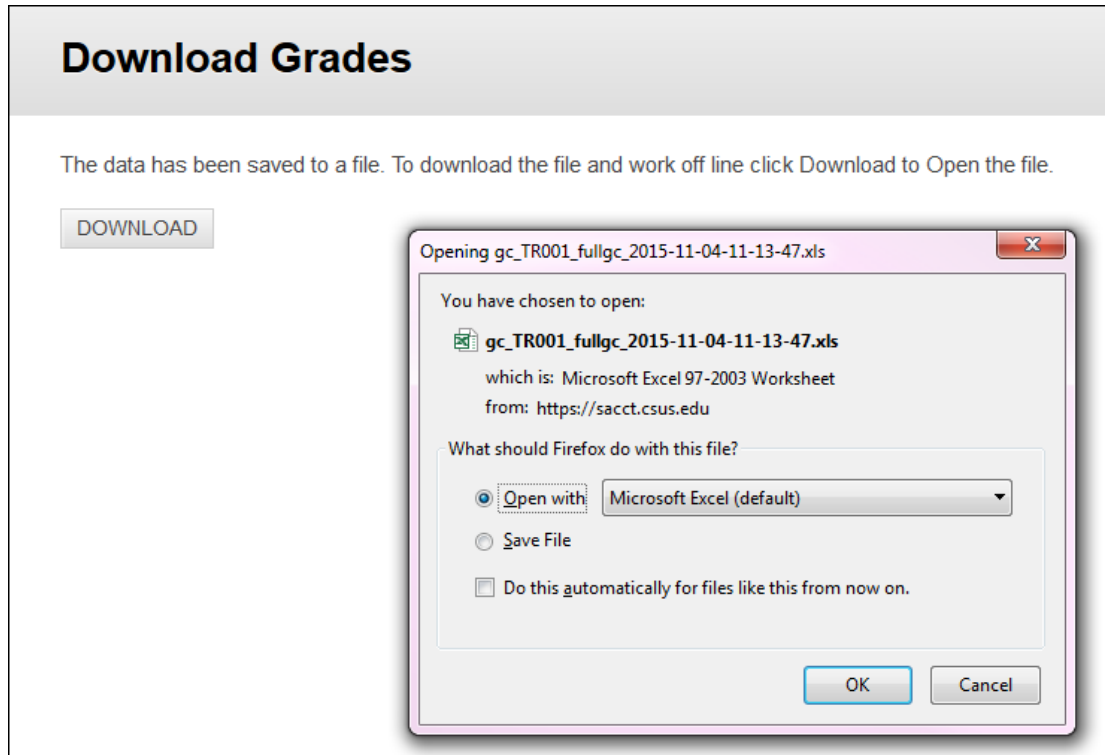 Download Grades
The data has been saved to a file. To download the file and work off line click Download to Open the file.
DOWNLOAD
Opening gc_TR001_fullgc_2015-11-04-11-13-47.xls
You have chosen to open:
gc_TR001_fullgc_2015-11-04-11-13-47.xls
which is: Microsoft Excel 97-2003 Worksheet
from: https://sacct.csus.edu
What should Firefox do with this file?
Open with Microsoft Excel (default)
Save File
Do this automatically for files like this from now on.
OK Cancel